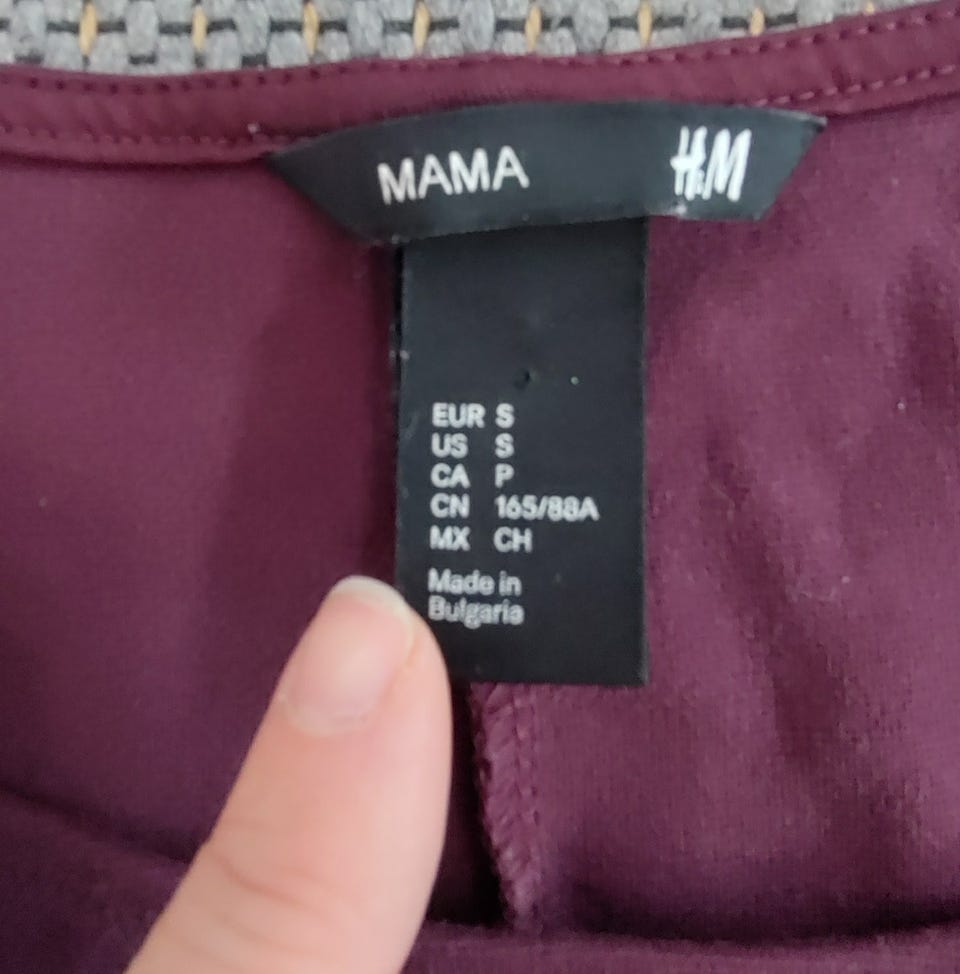 MAMA H&M
EUR S
US S
CA P
CN 165/88A
MX CH
Made in
Bulgaria